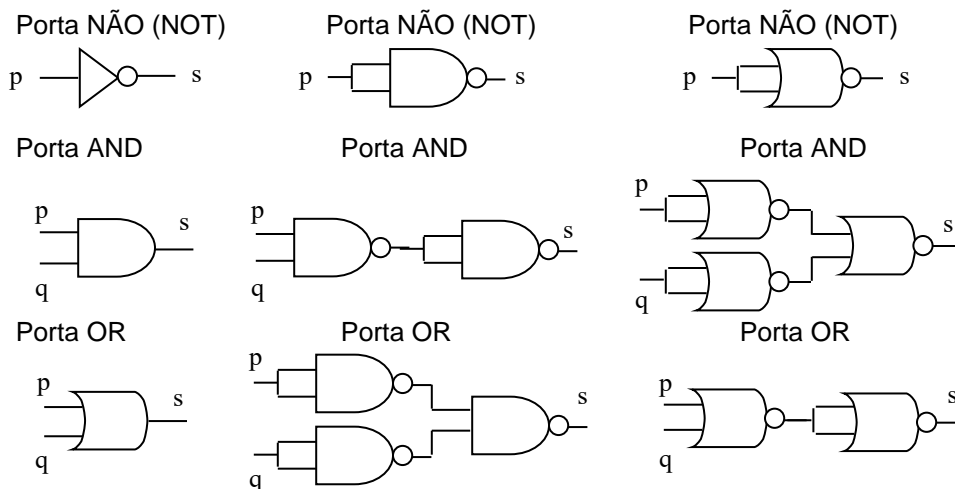 Porta NÃO (NOT) Porta NÃO (NOT) Porta NÃO (NOT)
p s p s p s
Porta AND Porta AND Porta AND
p s p s p s
q q q
Porta OR Porta OR Porta OR
p s p s p s
q q q